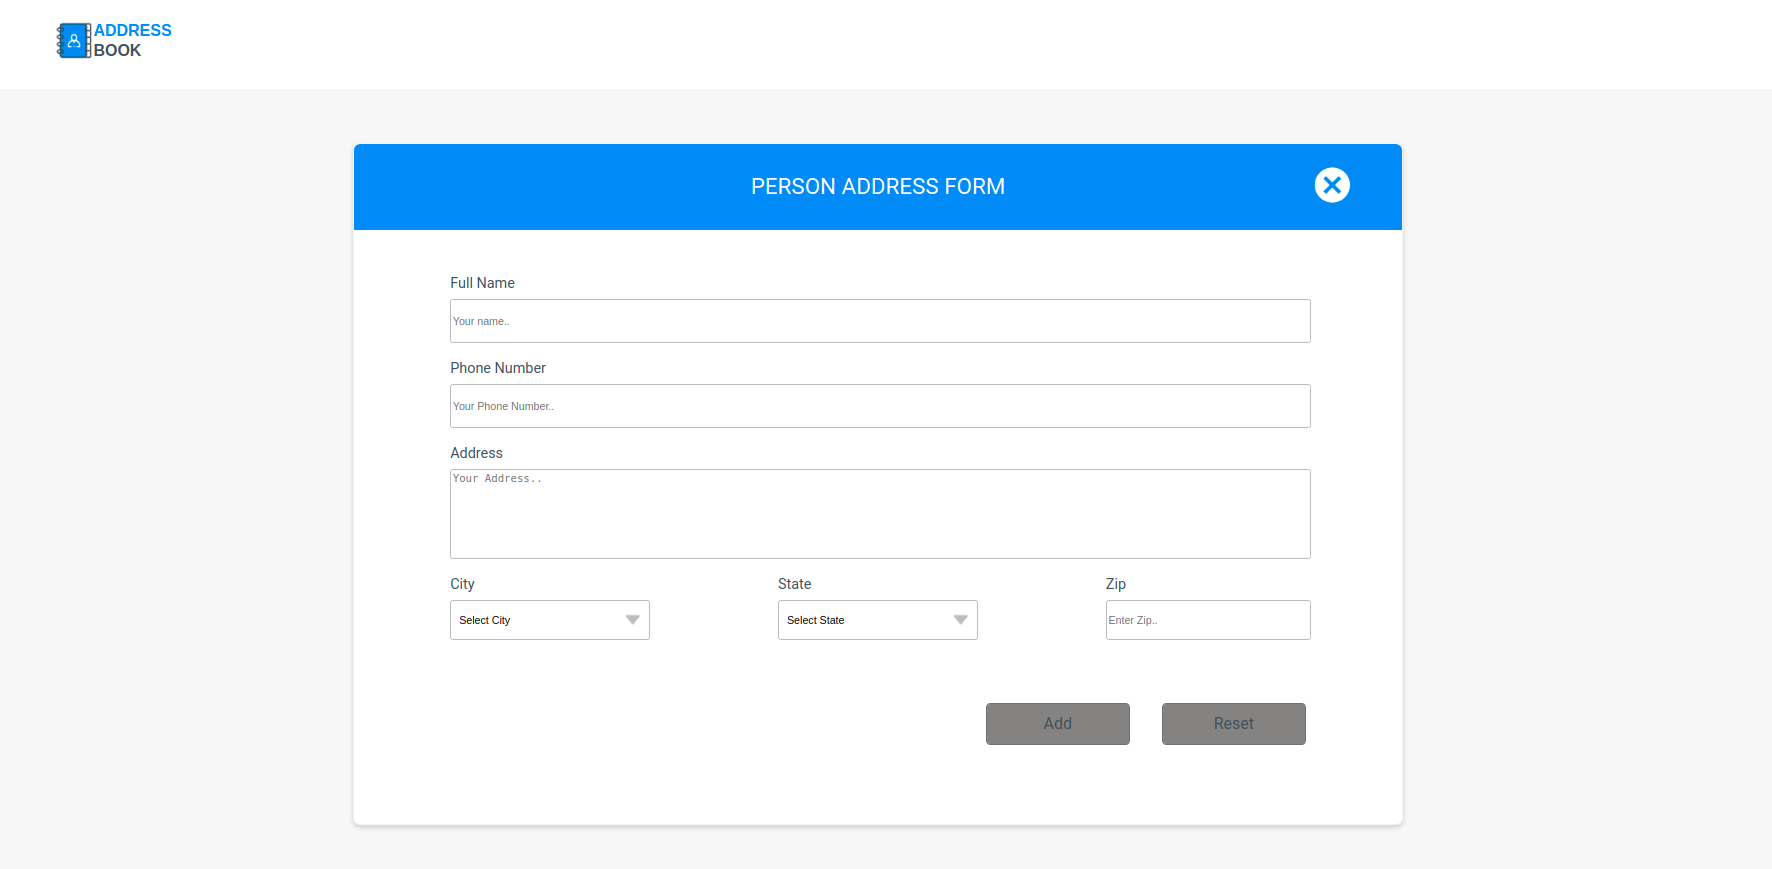 ADDRESS
BOOK
PERSON ADDRESS FORM
Full Name
Your name..
Phone Number
Your Phone Number..
Address
Your Address..
City State Zip
Select City Select State Enter Zip..
Add Reset